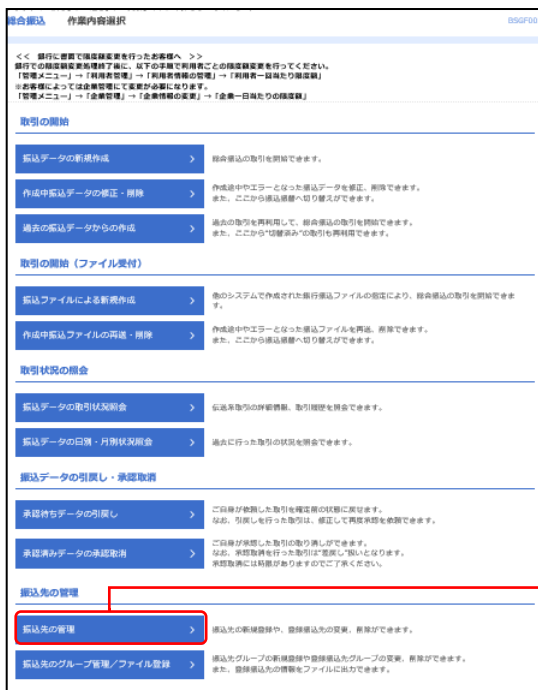 総合振込　作業内容選択
BSGF00
<< 銀行に書面で限度額変更を行ったお客様へ >>
銀行での限度額変更処理終了後に、以下の手順で利用者ごとの限度額変更を行ってください。
「管理メニュー」→「利用者管理」→「利用者情報の管理」→「利用者一回当たり限度額」
※お客様によっては企業管理にて変更が必要になります。
「管理メニュー」→「企業管理」→「企業情報の変更」→「企業一日当たりの限度額」
取引の開始
振込データの新規作成　>
総合振込の取引を開始できます。
作成中振込データの修正・削除　>
作成途中やエラーとなった振込データを修正、削除できます。
また、ここから振込振替へ切り替えができます。
過去の振込データからの作成　>
過去の取引を再利用して、総合振込の取引を開始できます。
また、ここから"切替済み"の取引も再利用できます。
取引の開始（ファイル受付）
振込ファイルによる新規作成　>
他のシステムで作成された銀行振込ファイルの指定により、総合振込の取引を開始できま
す。
作成中振込ファイルの再送・削除　>
作成途中やエラーとなった振込ファイルを再送、削除できます。
また、ここから振込振替へ切り替えができます。
取引状況の照会
振込データの取引状況照会　>
伝送系取引の詳細情報、取引履歴を照会できます。
振込データの日別・月別状況照会　>
過去に行った取引の状況を照会できます。
振込データの引戻し・承認取消
承認待ちデータの引戻し　>
ご自身が依頼した取引を確定前の状態に戻せます。
なお、引戻しを行った取引は、修正して再度承認を依頼できます。
承認済みデータの承認取消　>
ご自身が承認した取引の取り消しができます。
なお、承認取消を行った取引は"差戻し"扱いとなります。
承認取消には時限がありますのでご了承ください。
振込先の管理
振込先の管理　>
振込先の新規登録や、登録振込先の変更、削除ができます。
振込先のグループ管理／ファイル登録　>
振込先グループの新規登録や登録振込先グループの変更、削除ができます。
また、登録振込先の情報をファイルに出力できます。